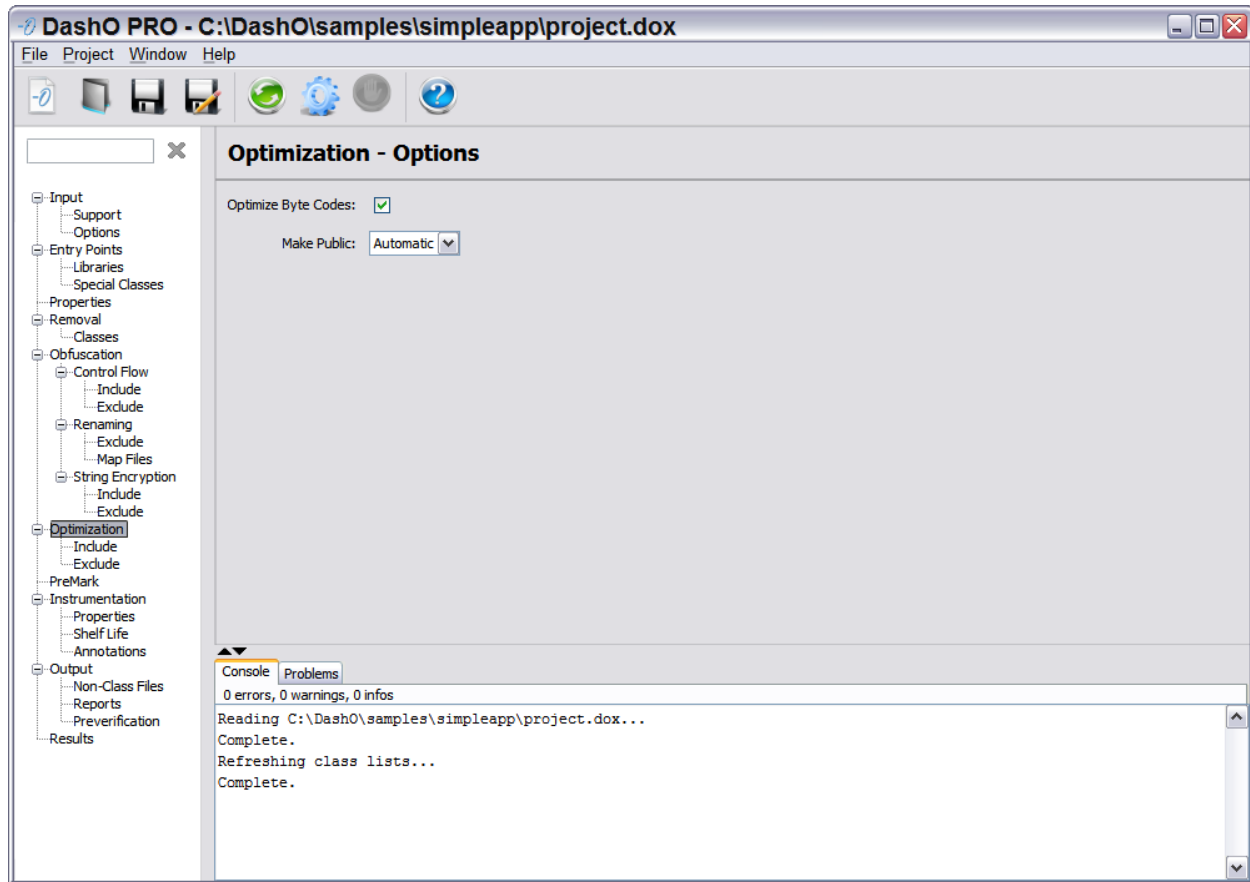 DashO PRO - C:\DashO\samples\simpleapp\project.dox
File Project Window Help
Optimization - Options
Input
Support
Options
Entry Points
Libraries
Special Classes
Properties
Removal
Classes
Obfuscation
Control Flow
Include
Exclude
Renaming
Exclude
Map Files
String Encryption
Include
Exclude
Optimization
Include
Exclude
PreMark
Instrumentation
Properties
Shelf Life
Annotations
Output
Non-Class Files
Reports
Preverification
Results
Optimize Byte Codes:
Make Public: Automatic
Console Problems
0 errors, 0 warnings, 0 infos
Reading C:\DashO\samples\simpleapp\project.dox...
Complete.
Refreshing class lists...
Complete.